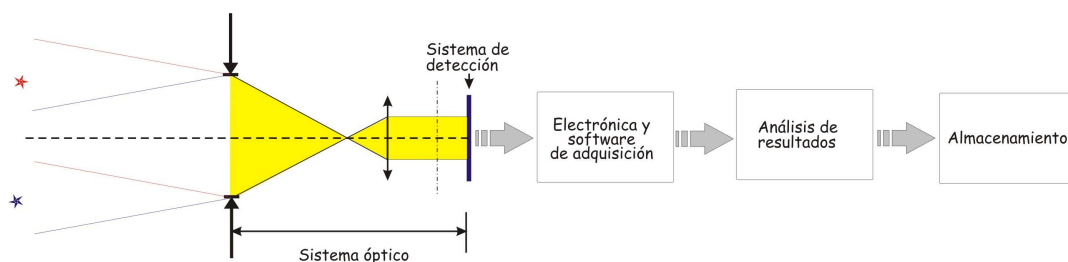 Sistema de
detección
Electrónica y
software
de adquisición
Análisis de
resultados
Almacenamiento
Sistema óptico